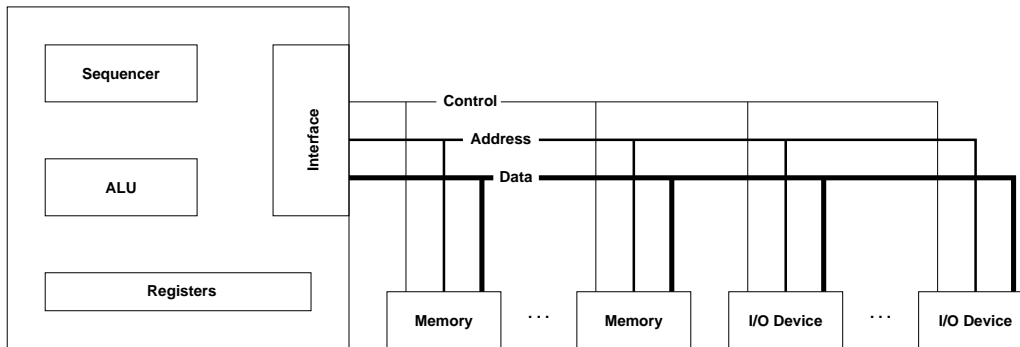 Sequencer
Interface
Control
Address
ALU
Data
Registers
Memory
. . .
Memory
I/O Device
. . .
I/O Device